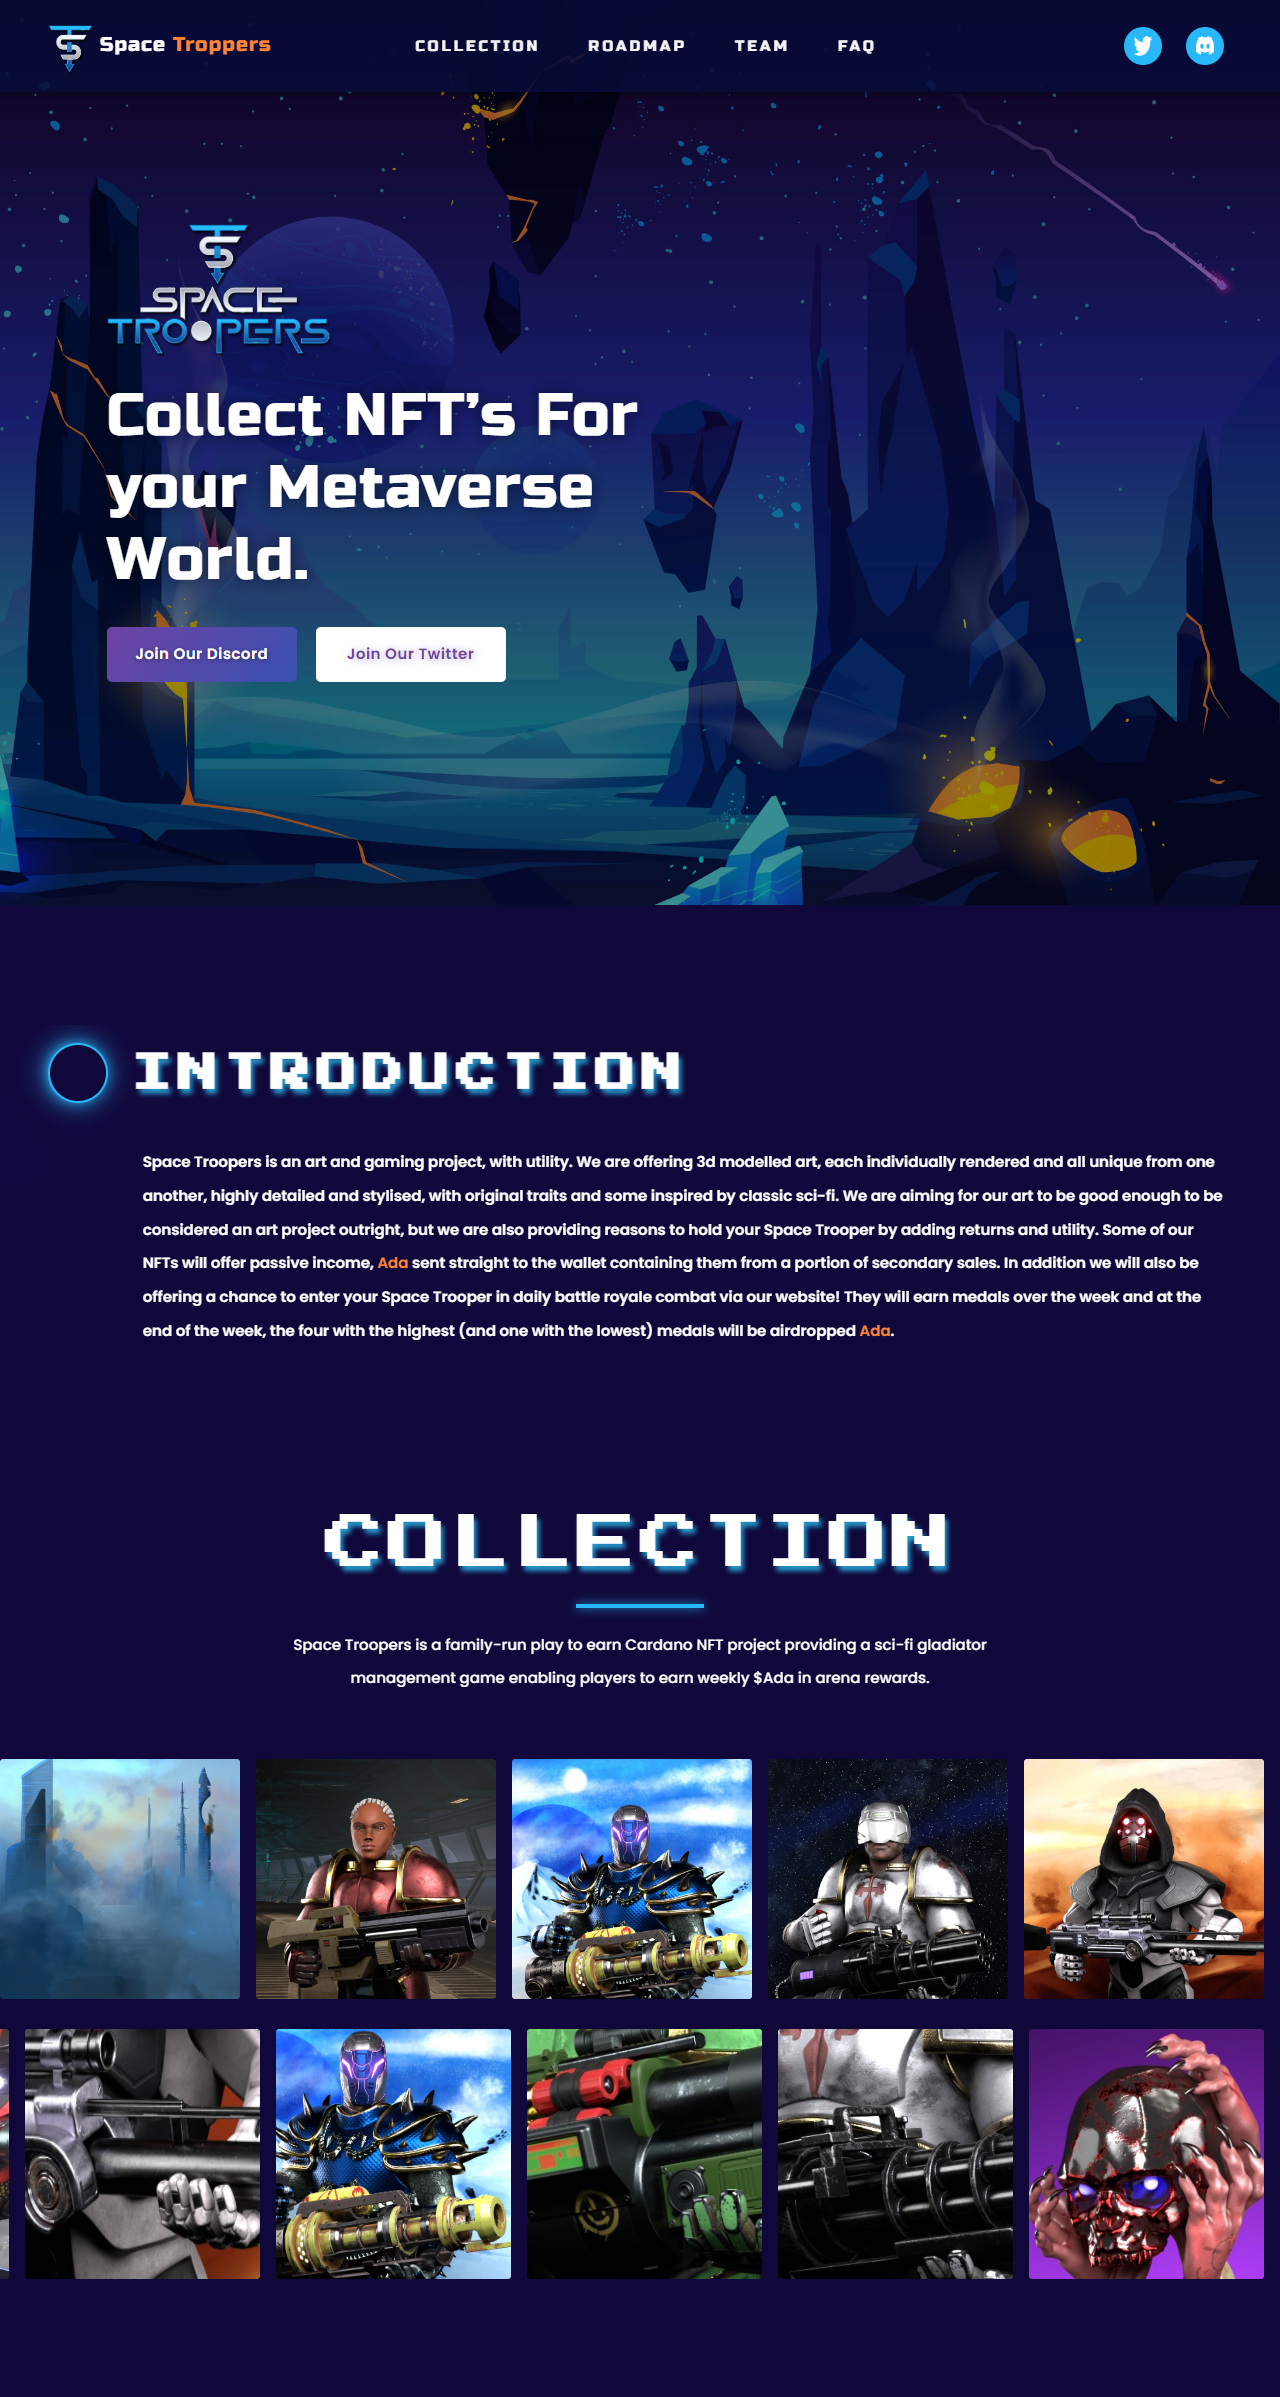 Space Troppers
COLLECTION
ROADMAP
TEAM
FAQ
SPACE
TROOPERS
Collect NFT’s For
your Metaverse
World.
Join Our Discord
Join Our Twitter
INTRODUCTION
Space Troopers is an art and gaming project, with utility. We are offering 3d modelled art, each individually rendered and all unique from one
another, highly detailed and stylised, with original traits and some inspired by classic sci-fi. We are aiming for our art to be good enough to be
considered an art project outright, but we are also providing reasons to hold your Space Trooper by adding returns and utility. Some of our
NFTs will offer passive income, Ada sent straight to the wallet containing them from a portion of secondary sales. In addition we will also be
offering a chance to enter your Space Trooper in daily battle royale combat via our website! They will earn medals over the week and at the
end of the week, the four with the highest (and one with the lowest) medals will be airdropped Ada.
COLLECTION
Space Troopers is a family-run play to earn Cardano NFT project providing a sci-fi gladiator
management game enabling players to earn weekly $Ada in arena rewards.